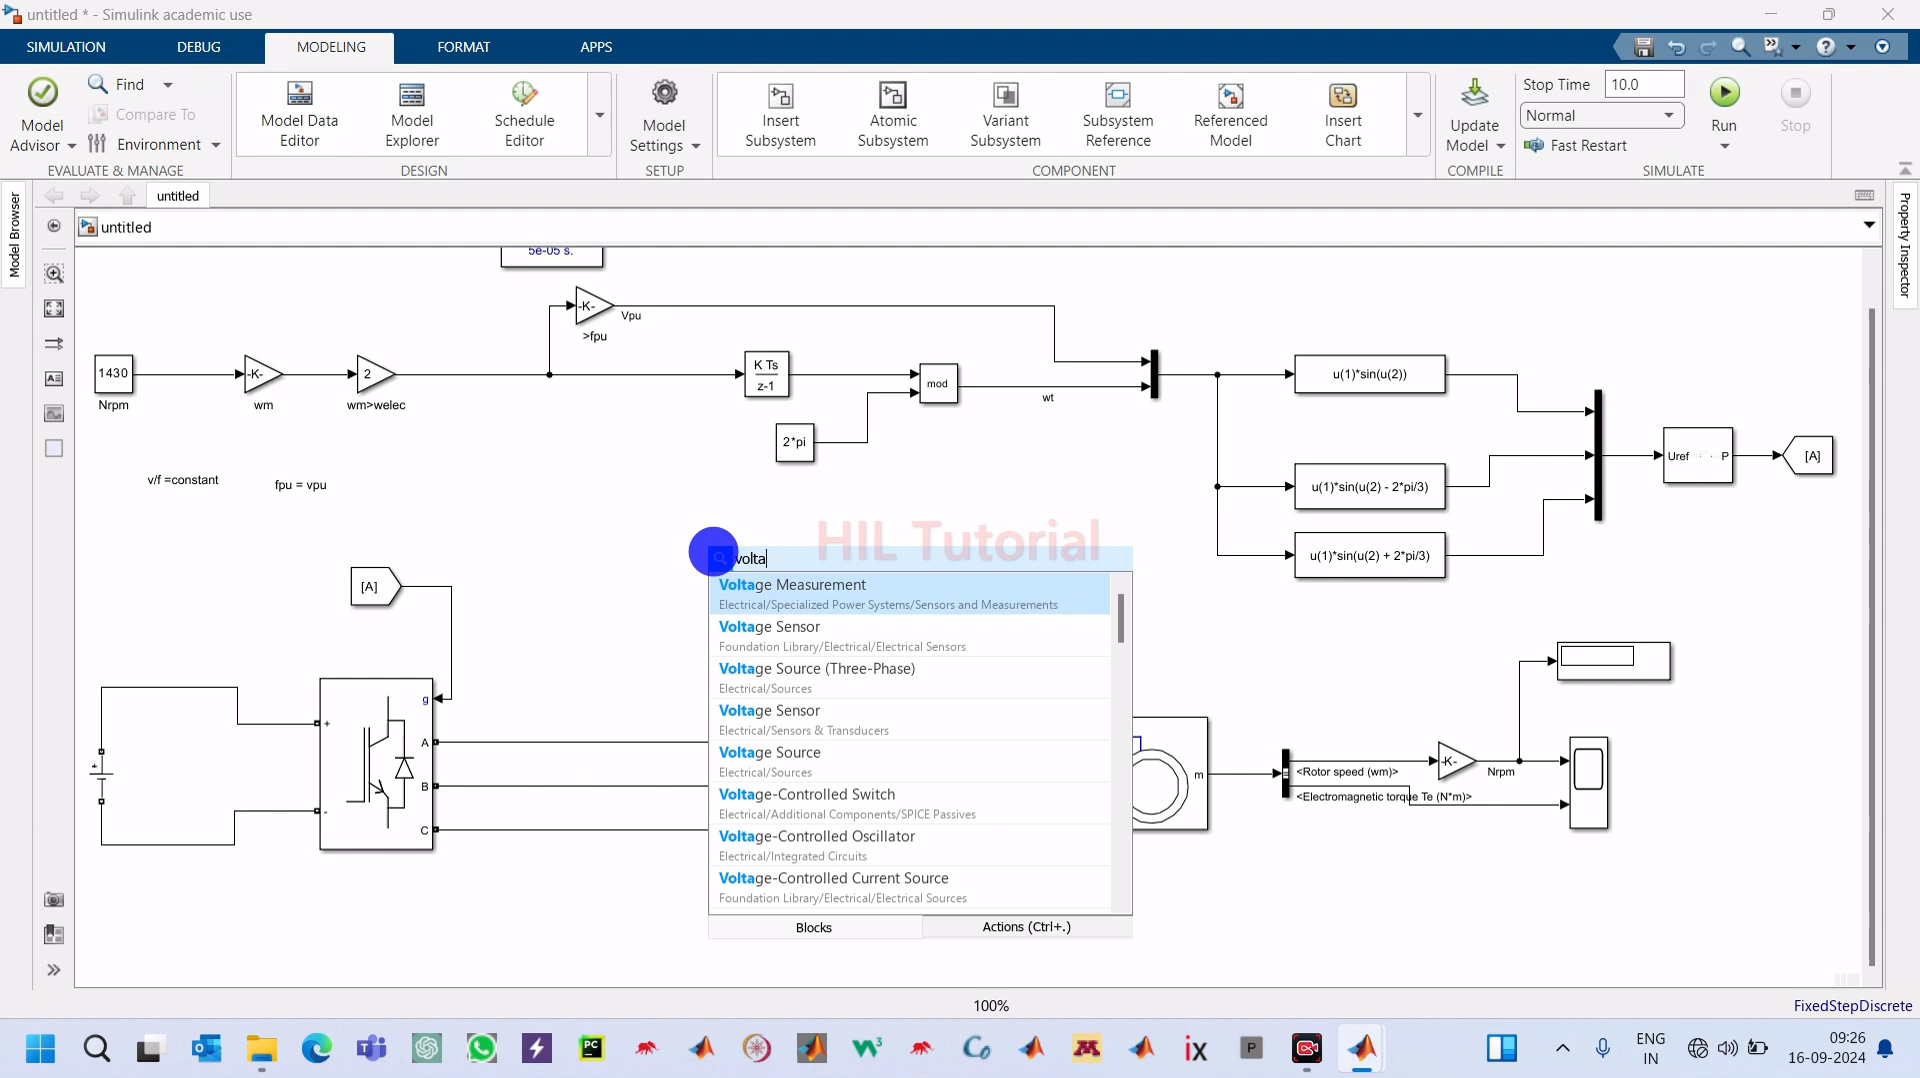 untitled * - Simulink academic use
SIMULATION DEBUG MODELING FORMAT APPS
Find
Compare To
Environment
Model Advisor
EVALUATE & MANAGE
Model Data Editor
Model Explorer
Schedule Editor
DESIGN
Model Settings
SETUP
Insert Subsystem
Atomic Subsystem
Variant Subsystem
Subsystem Reference
Referenced Model
Insert Chart
COMPONENT
Update Model
COMPILE
Stop Time 10.0
Normal
Fast Restart
Run
Stop
SIMULATE
Model Browser
untitled
untitled
Property Inspector
5e-05 s.
-K-
>fpu
Vpu
1430
Nrpm
-K-
wm
2
wm>welec
K Ts
z-1
mod
wt
2*pi
u(1)*sin(u(2))
u(1)*sin(u(2) - 2*pi/3)
u(1)*sin(u(2) + 2*pi/3)
Uref P
[A]
v/f =constant
fpu = vpu
HIL Tutorial
[A]
g
+
-
A
B
C
+
volta
Voltage Measurement
Electrical/Specialized Power Systems/Sensors and Measurements
Voltage Sensor
Foundation Library/Electrical/Electrical Sensors
Voltage Source (Three-Phase)
Electrical/Sources
Voltage Sensor
Electrical/Sensors & Transducers
Voltage Source
Electrical/Sources
Voltage-Controlled Switch
Electrical/Additional Components/SPICE Passives
Voltage-Controlled Oscillator
Electrical/Integrated Circuits
Voltage-Controlled Current Source
Foundation Library/Electrical/Electrical Sources
Blocks
Actions (Ctrl+.)
m
<Rotor speed (wm)>
<Electromagnetic torque Te (N*m)>
-K-
Nrpm
100%
FixedStepDiscrete
ENG
IN
09:26
16-09-2024